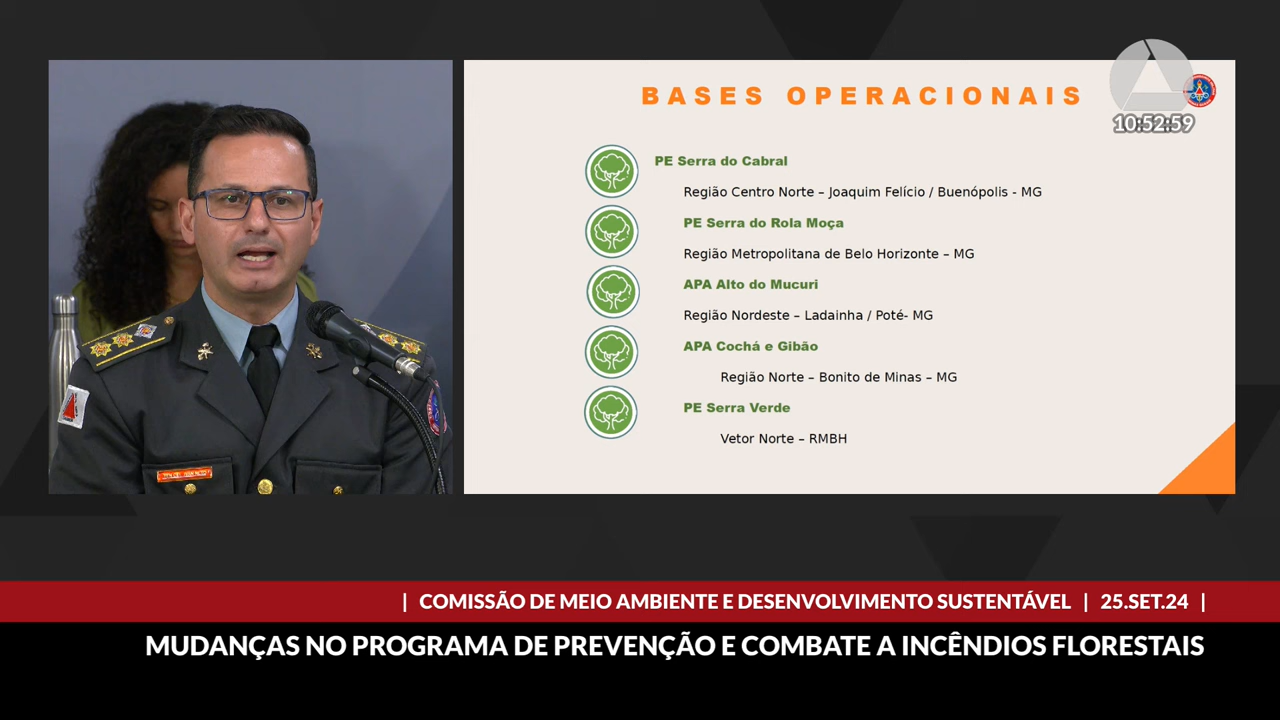 BASES OPERACIONAIS
10:52:59
PE Serra do Cabral
Região Centro Norte – Joaquim Felício / Buenópolis - MG
PE Serra do Rola Moça
Região Metropolitana de Belo Horizonte – MG
APA Alto do Mucuri
Região Nordeste – Ladainha / Poté- MG
APA Cochá e Gibão
Região Norte – Bonito de Minas – MG
PE Serra Verde
Vetor Norte – RMBH
| COMISSÃO DE MEIO AMBIENTE E DESENVOLVIMENTO SUSTENTÁVEL | 25.SET.24 |
MUDANÇAS NO PROGRAMA DE PREVENÇÃO E COMBATE A INCÊNDIOS FLORESTAIS